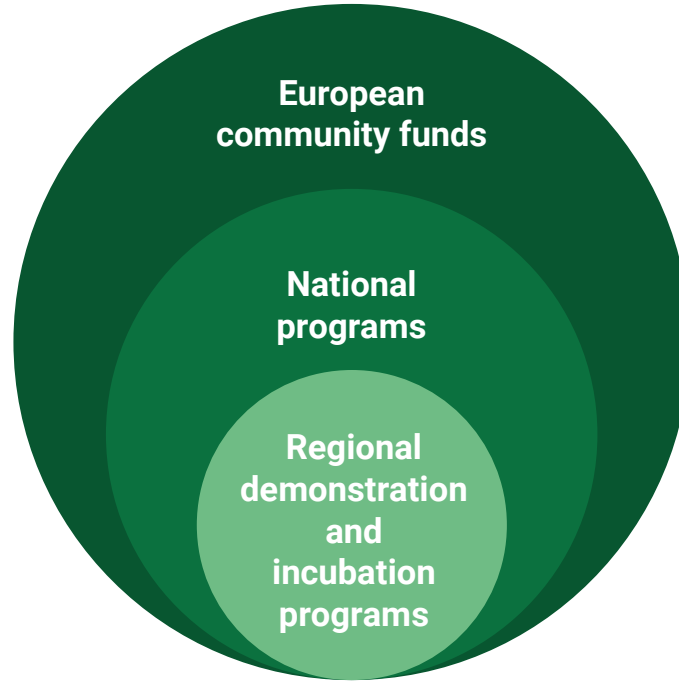 European
community funds
National
programs
Regional
demonstration
and
incubation
programs